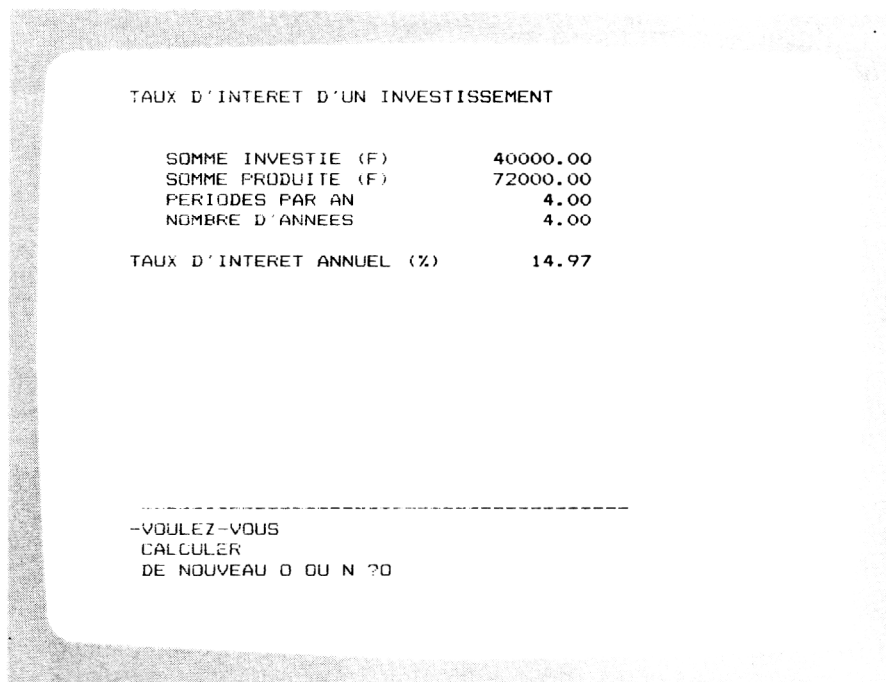 TAUX D'INTERET D'UN INVESTISSEMENT
SOMME INVESTIE (F) 40000.00
SOMME PRODUITE (F) 72000.00
PERIODES PAR AN 4.00
NOMBRE D'ANNEES 4.00
TAUX D'INTERET ANNUEL (%) 14.97
-VOULEZ-VOUS
CALCULER
DE NOUVEAU O OU N ?O